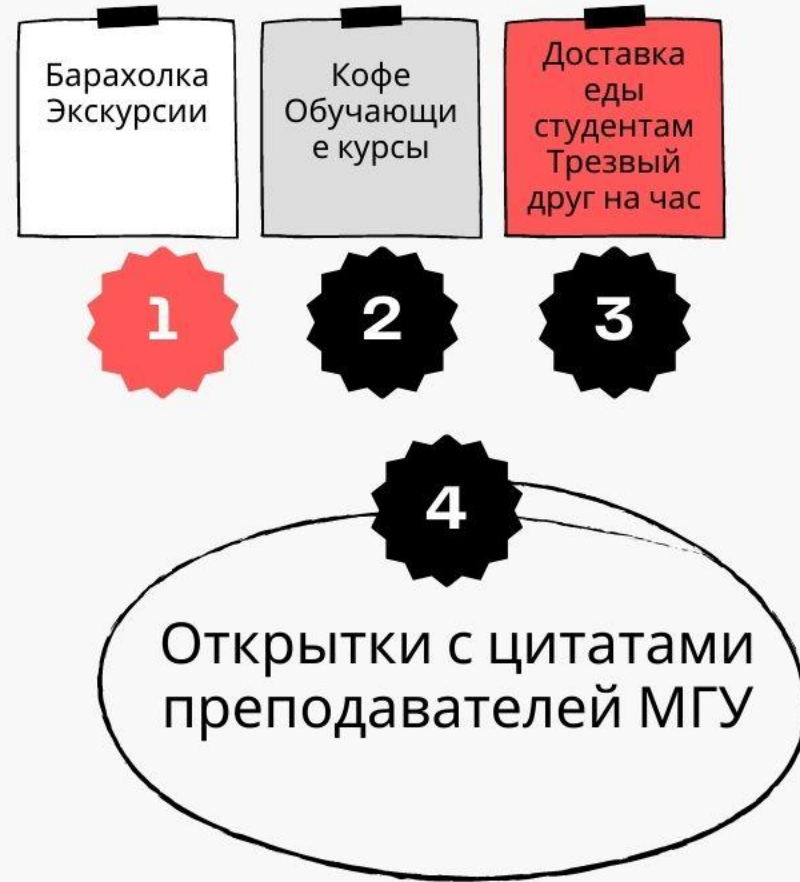 Барахолка
Экскурсии
Кофе
Обучающи
е курсы
Доставка
еды
студентам
Трезвый
друг на час
1
2
3
4
Открытки с цитатами
преподавателей МГУ